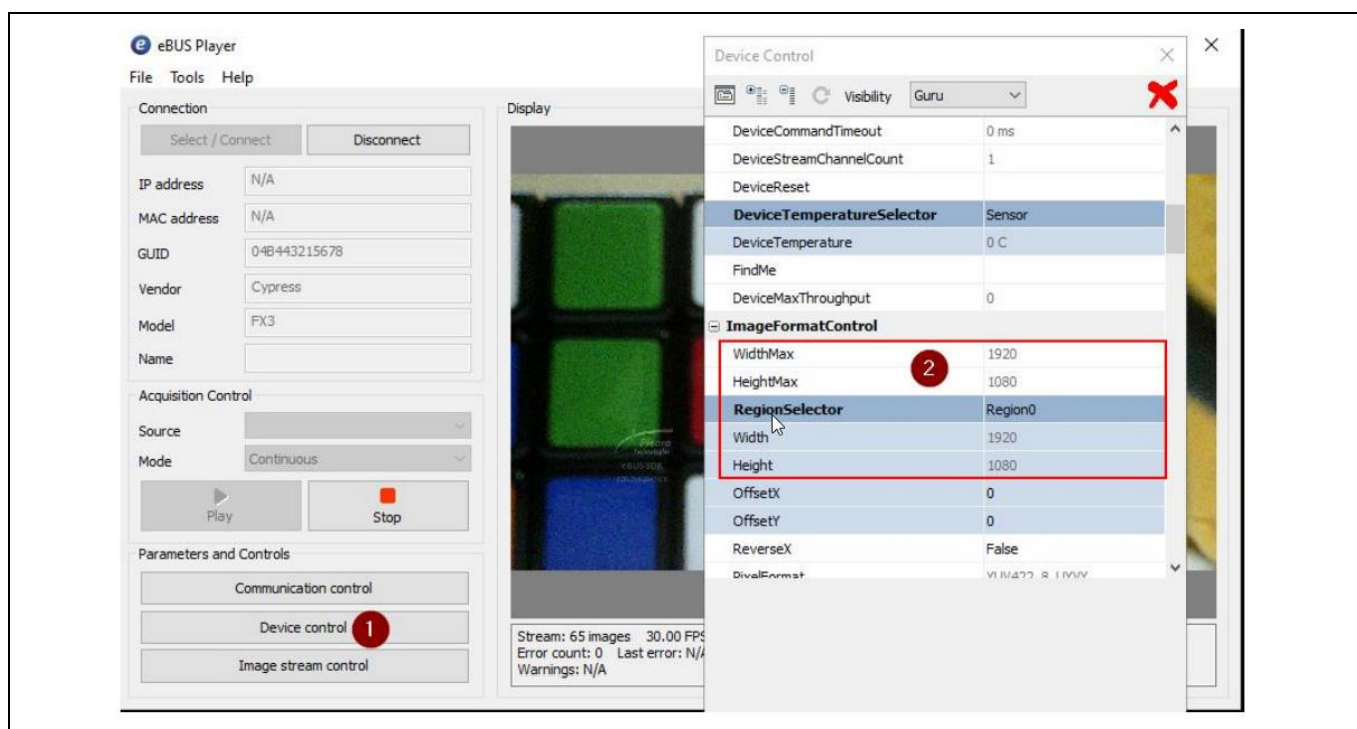 eBUS Player
File Tools Help
Connection
Select / Connect Disconnect
IP address N/A
MAC address N/A
GUID 04B443215678
Vendor Cypress
Model FX3
Name
Acquisition Control
Source
Mode Continuous
Play Stop
Parameters and Controls
Communication control
Device control 1
Image stream control
Display
eBUS SDK
Stream: 65 images 30.00 FPS
Error count: 0 Last error: N/A
Warnings: N/A
Device Control
Visibility Guru
DeviceCommandTimeout 0 ms
DeviceStreamChannelCount 1
DeviceReset
DeviceTemperatureSelector Sensor
DeviceTemperature 0 C
FindMe
DeviceMaxThroughput 0
ImageFormatControl
WidthMax 1920
2
HeightMax 1080
RegionSelector Region0
Width 1920
Height 1080
OffsetX 0
OffsetY 0
ReverseX False
PixelFormat YUV422_8_UYVY